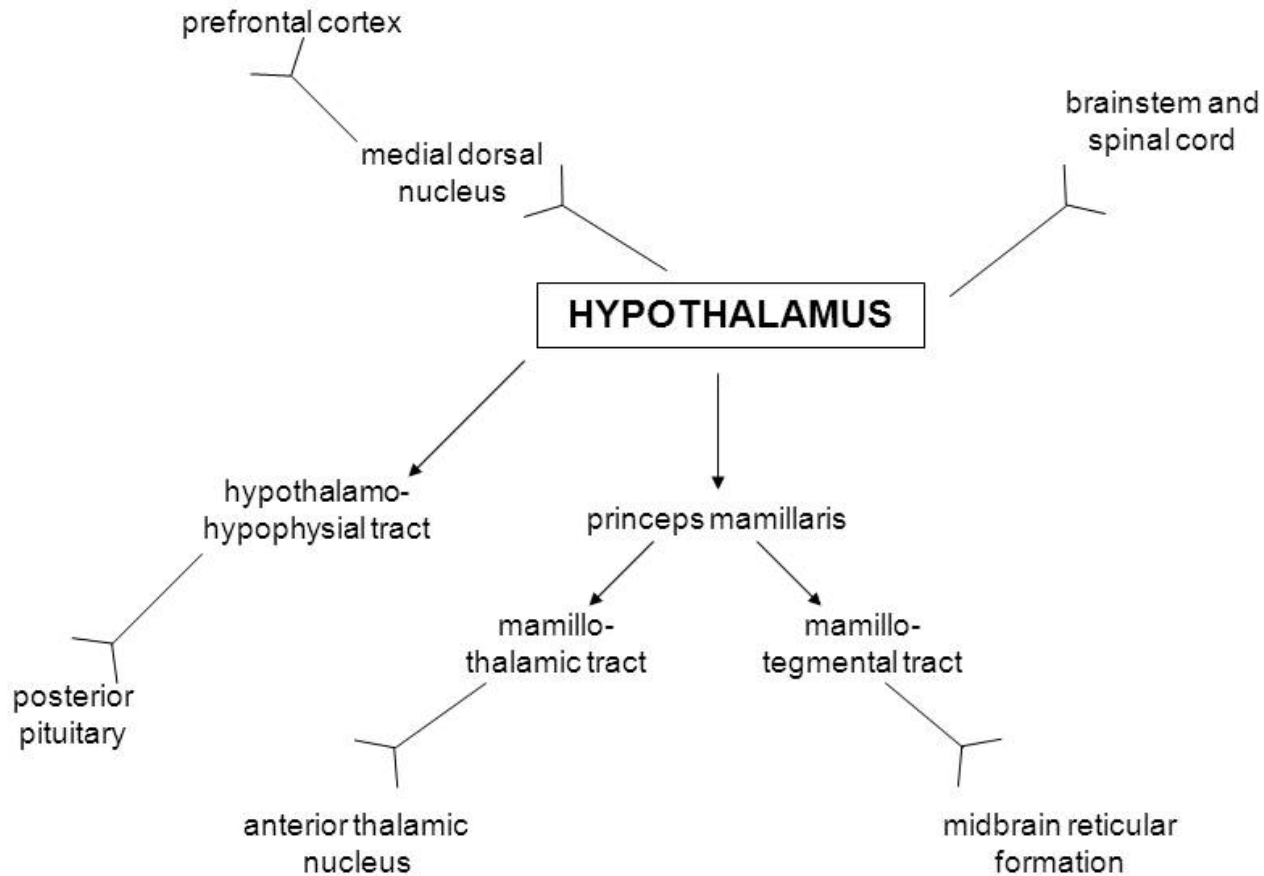 prefrontal cortex
brainstem and
spinal cord
medial dorsal
nucleus
HYPOTHALAMUS
hypothalamo-
hypophysial tract
princeps mamillaris
mamillo-
thalamic tract
mamillo-
tegmental tract
posterior
pituitary
anterior thalamic
nucleus
midbrain reticular
formation